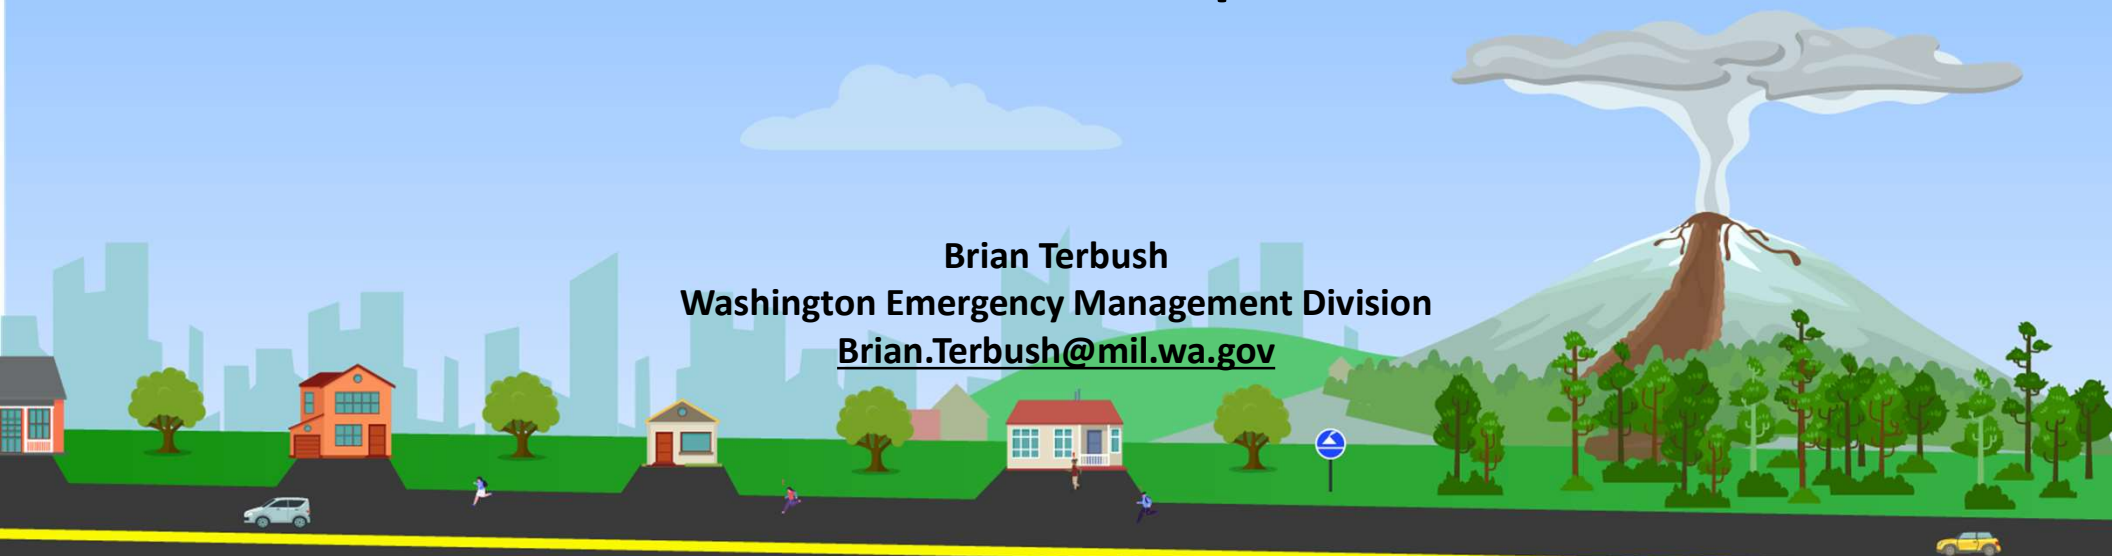 Brian Terbush
Washington Emergency Management Division
Brian.Terbush@mil.wa.gov